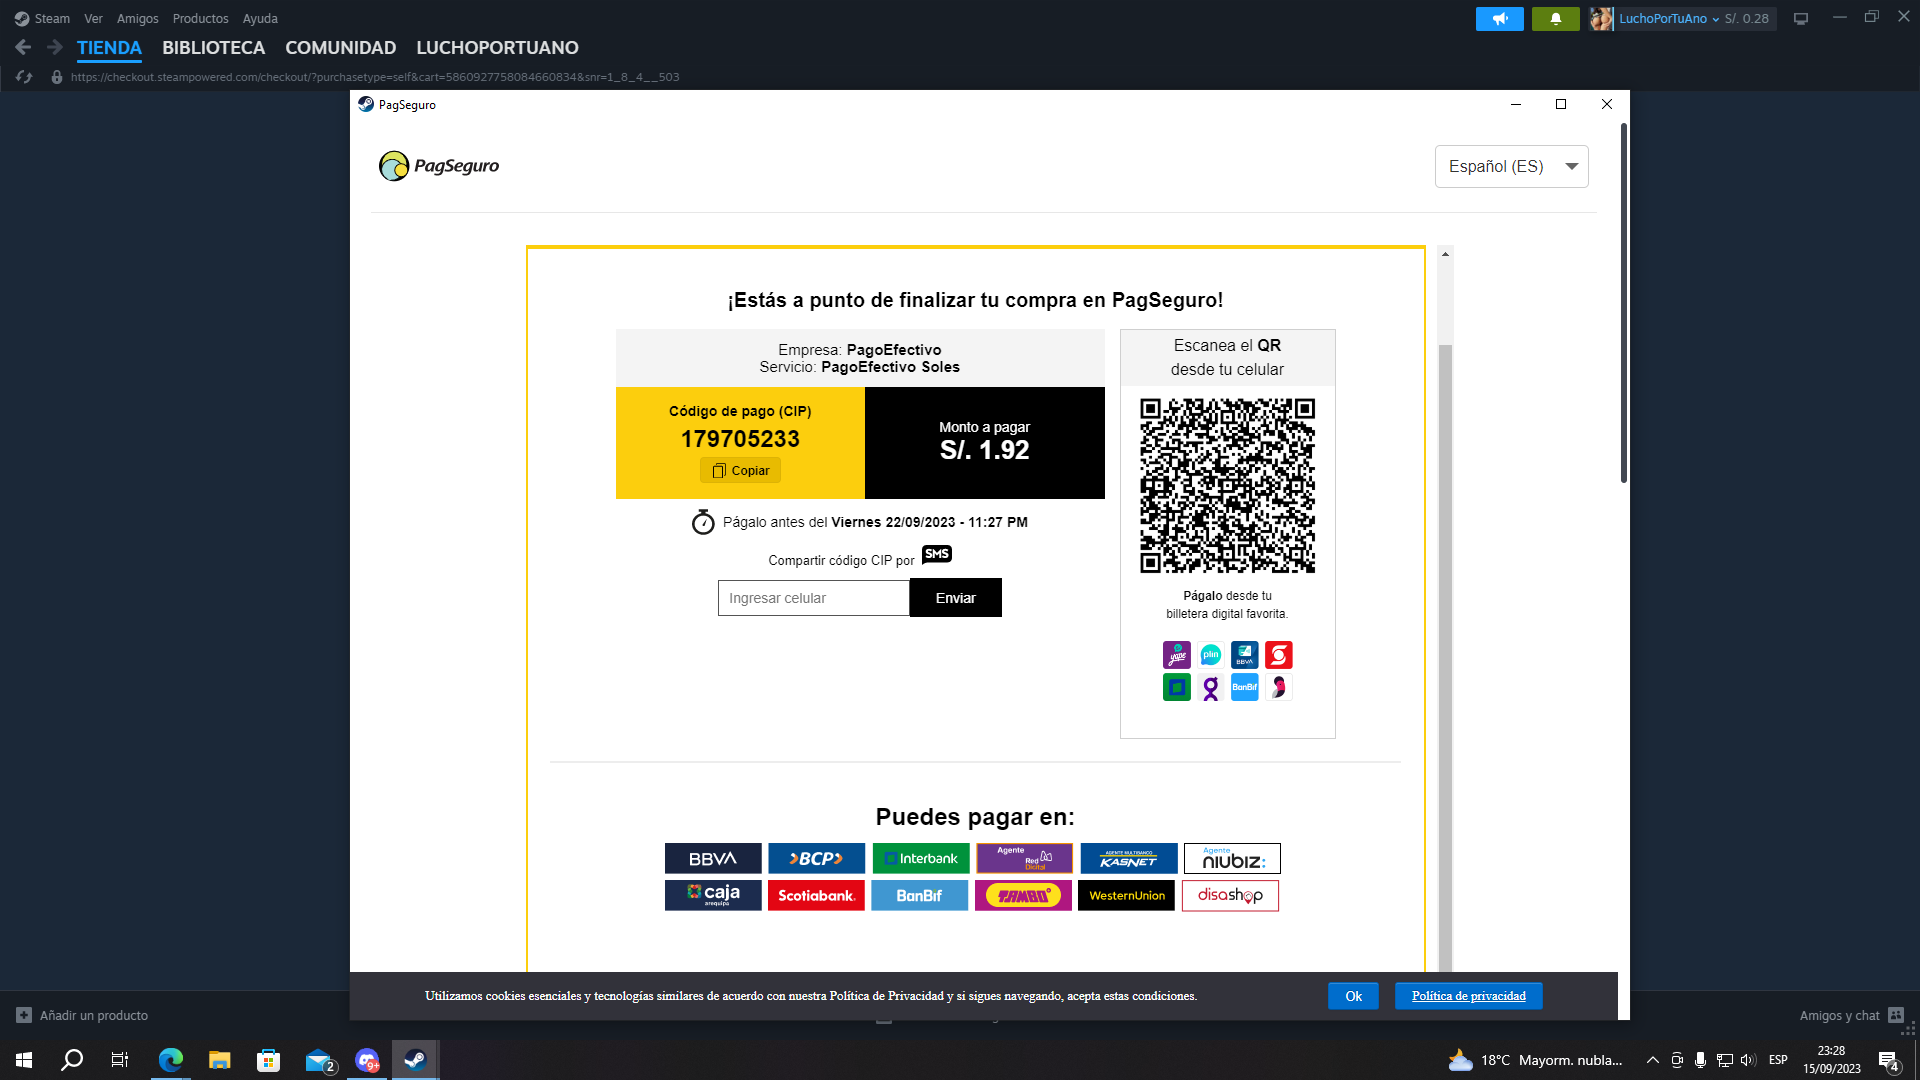 Steam Ver Amigos Productos Ayuda
LuchoPorTuAno S/. 0.28
TIENDA BIBLIOTECA COMUNIDAD LUCHOPORTUANO
https://checkout.steampowered.com/checkout/?purchasetype=self&cart=5860927758084660834&snr=1_8_4__503
PagSeguro
PagSeguro
Español (ES)
¡Estás a punto de finalizar tu compra en PagSeguro!
Empresa: PagoEfectivo
Servicio: PagoEfectivo Soles
Código de pago (CIP)
179705233
Copiar
Monto a pagar
S/. 1.92
Págalo antes del Viernes 22/09/2023 - 11:27 PM
Compartir código CIP por SMS
Ingresar celular
Enviar
Escanea el QR
desde tu celular
Págalo desde tu
billetera digital favorita.
yape plin BBVA
BanBif
Puedes pagar en:
BBVA BCP Interbank Agente Red Digital AGENTE MULTIBANCO KASNET Agente niubiz:
caja arequipa Scotiabank. BanBif TAMBO WesternUnion disashop
Utilizamos cookies esenciales y tecnologías similares de acuerdo con nuestra Política de Privacidad y si sigues navegando, acepta estas condiciones.
Ok
Política de privacidad
Añadir un producto
Amigos y chat
2
9+
18°C Mayorm. nubla...
ESP
23:28
15/09/2023
4